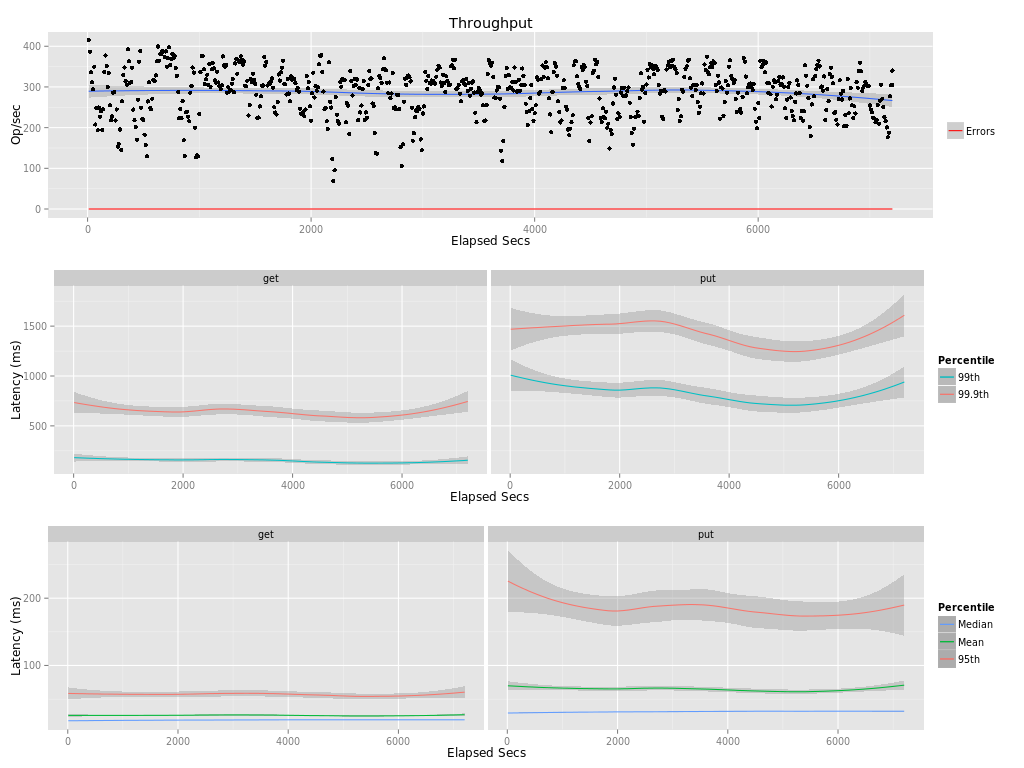 Throughput
400
300
200
100
0
Op/sec
0 2000 4000 6000
Elapsed Secs
Errors
get put
1500
1000
500
Latency (ms)
0 2000 4000 6000 0 2000 4000 6000
Elapsed Secs
Percentile
99th
99.9th
get put
200
100
Latency (ms)
0 2000 4000 6000 0 2000 4000 6000
Elapsed Secs
Percentile
Median
Mean
95th